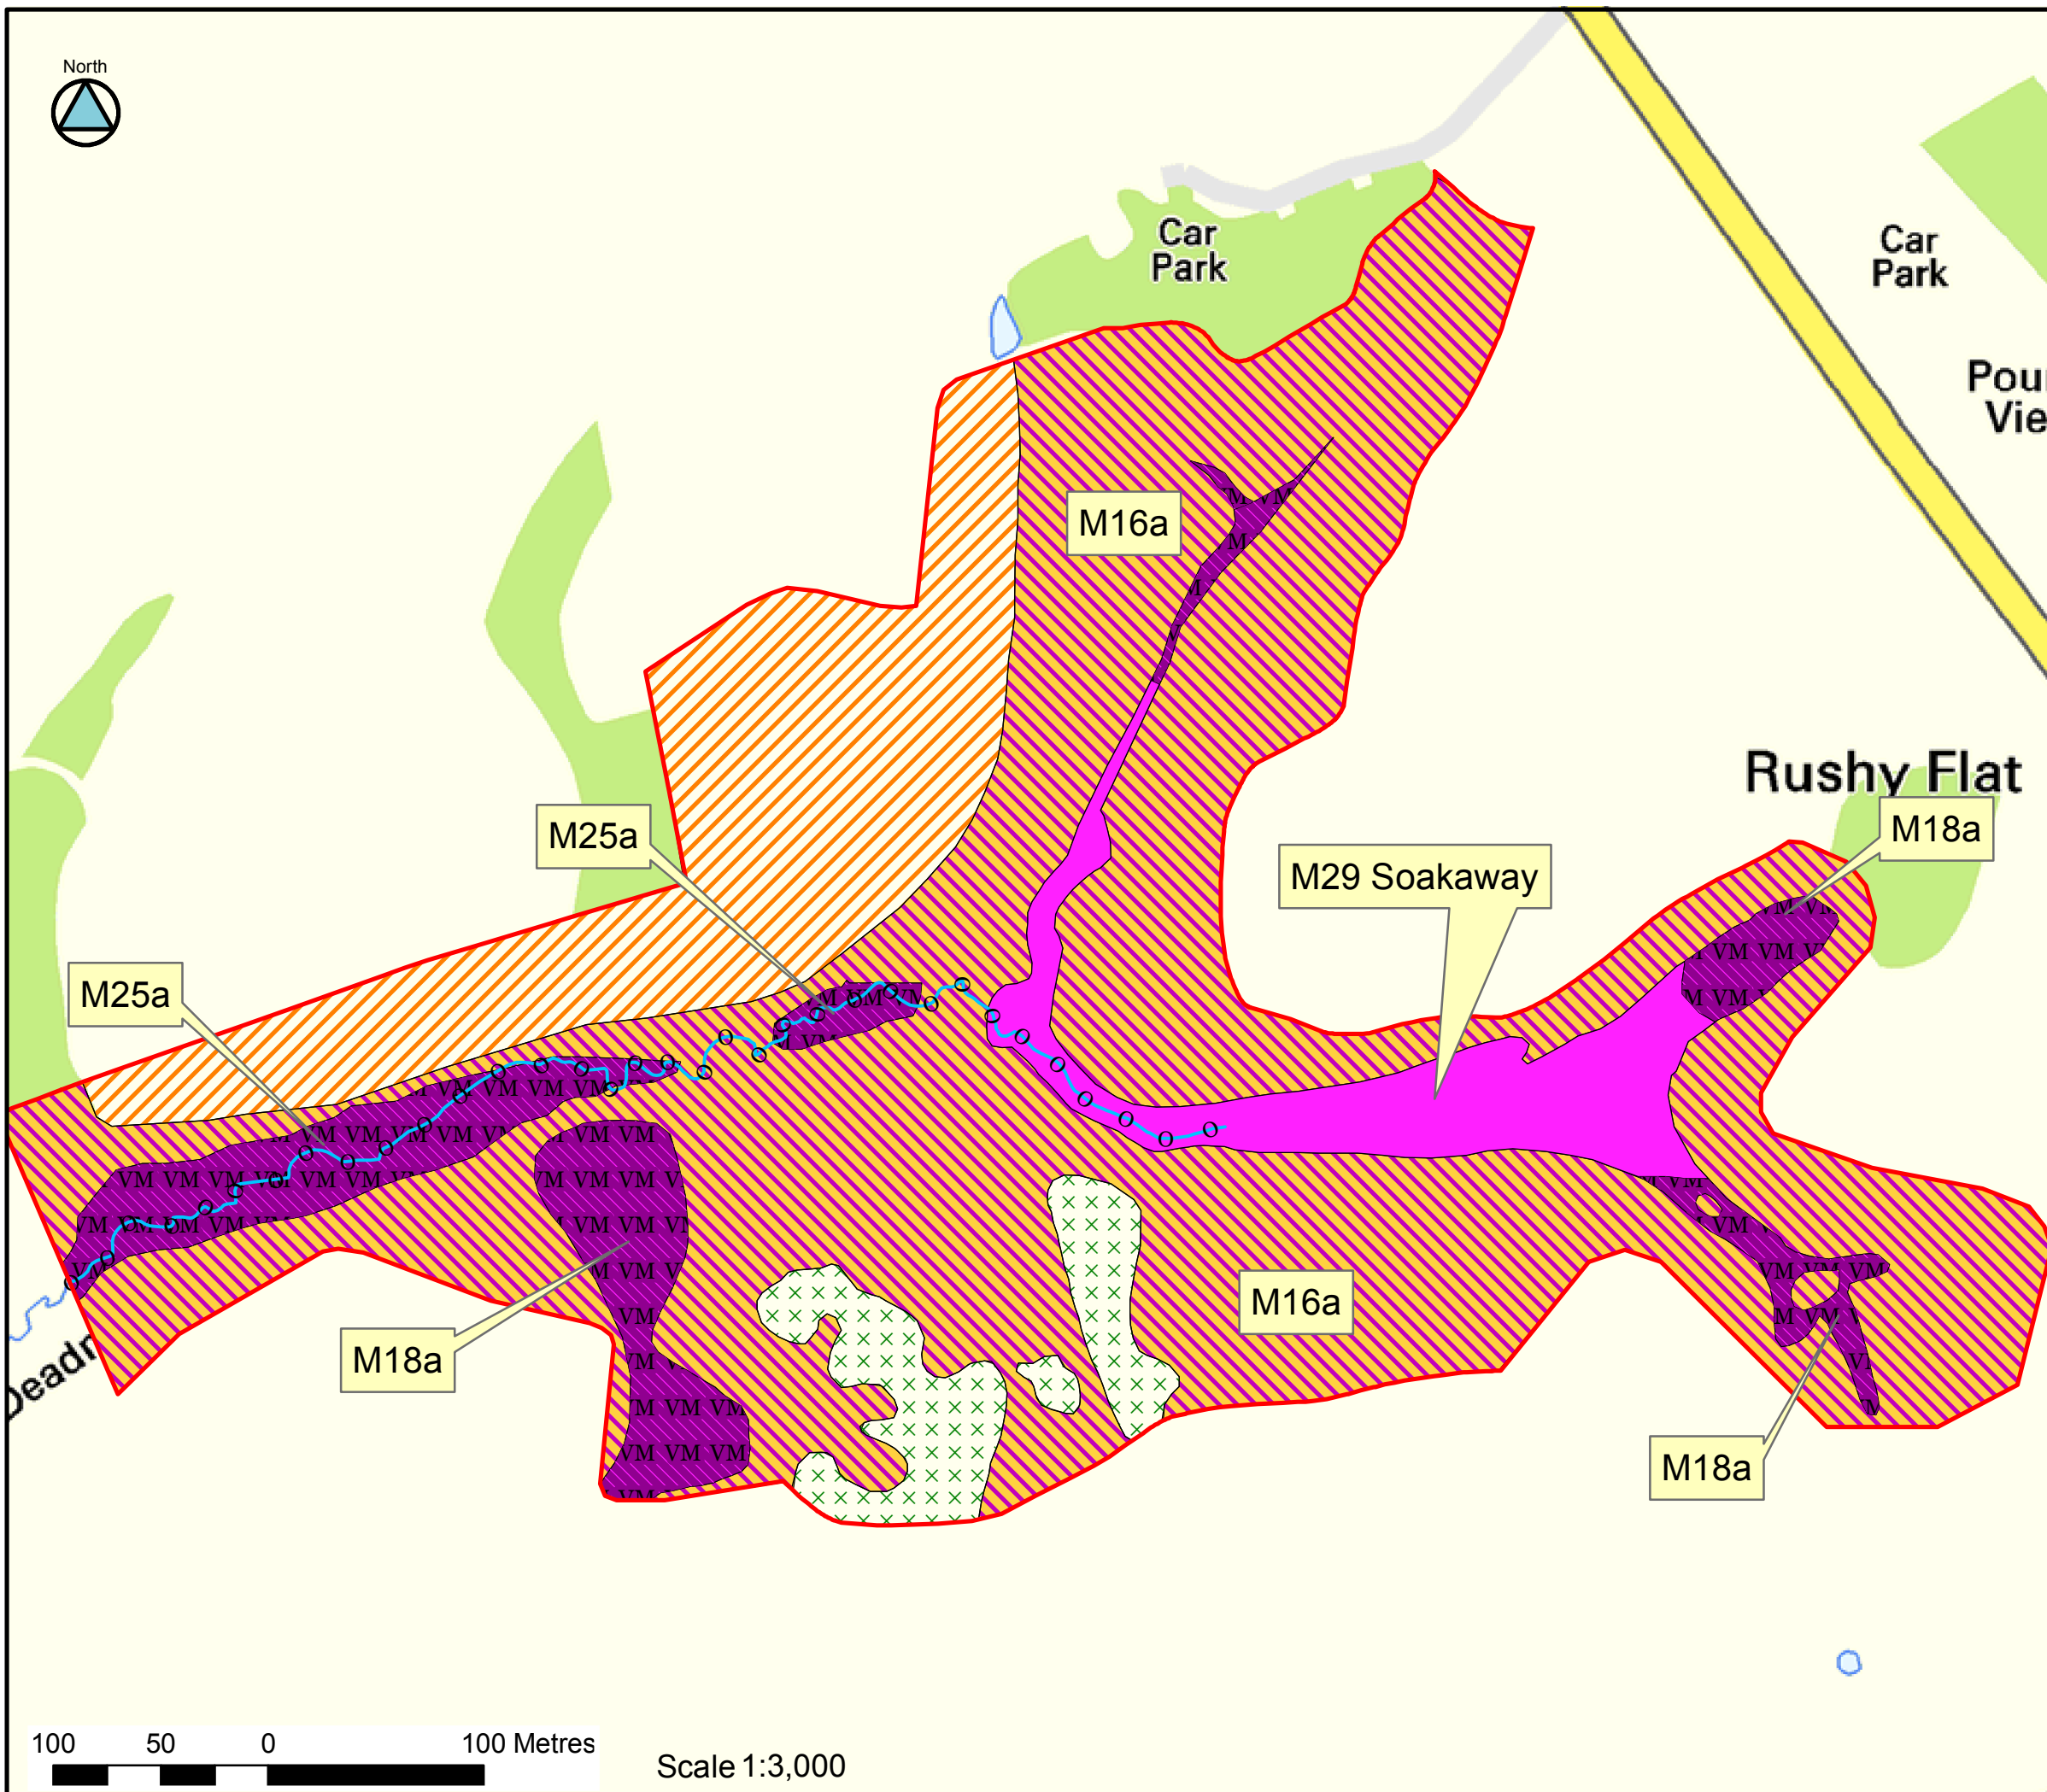 North
Car
Park
Car
Park
M16a
Rushy Flat
M18a
M25a
M29 Soakaway
M25a
M16a
M18a
M18a
100 50 0 100 Metres
Scale 1:3,000